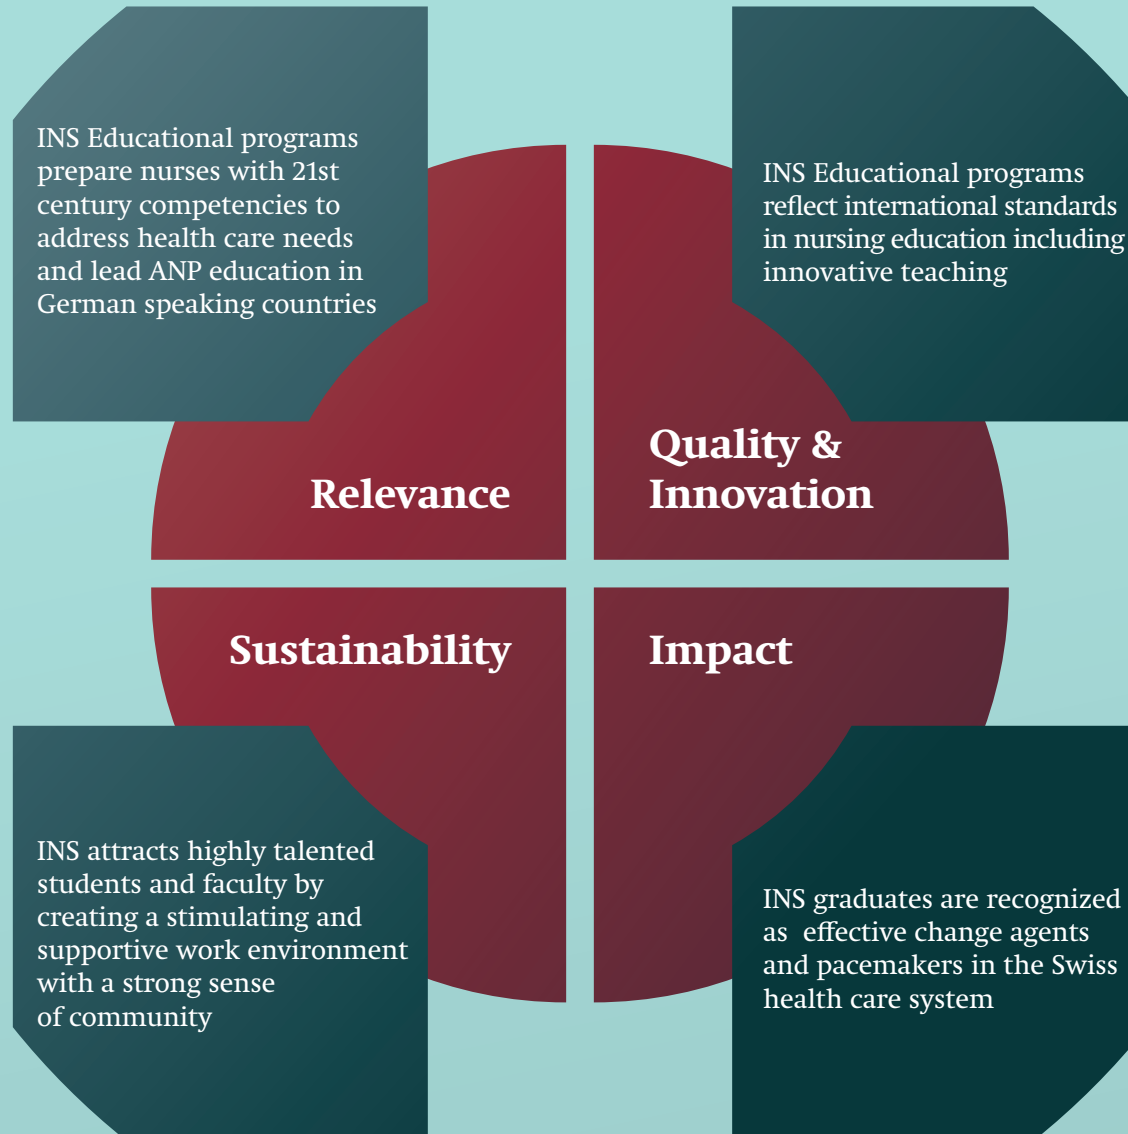 INS Educational programs
prepare nurses with 21st
century competencies to
address health care needs
and lead ANP education in
German speaking countries
INS Educational programs
reflect international standards
in nursing education including
innovative teaching
Relevance
Quality &
Innovation
Sustainability
Impact
INS attracts highly talented
students and faculty by
creating a stimulating and
supportive work environment
with a strong sense
of community
INS graduates are recognized
as  effective change agents
and pacemakers in the Swiss
health care system